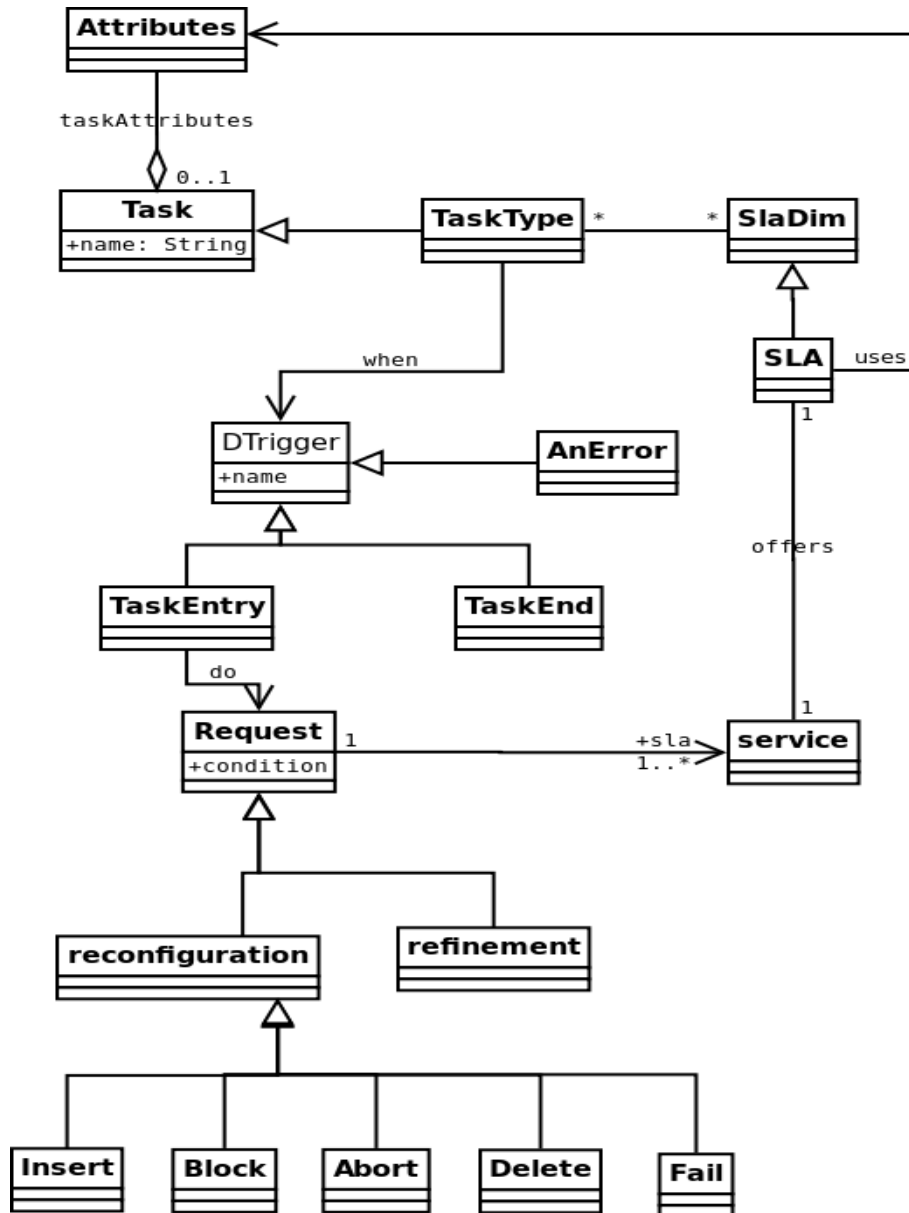 Attributes
taskAttributes
0..1
Task
+name: String
TaskType
*
*
SlaDim
when
SLA
uses
1
DTrigger
+name
AnError
offers
TaskEntry
TaskEnd
do
Request
+condition
1
+sla
1..*
1
service
reconfiguration
refinement
Insert
Block
Abort
Delete
Fail